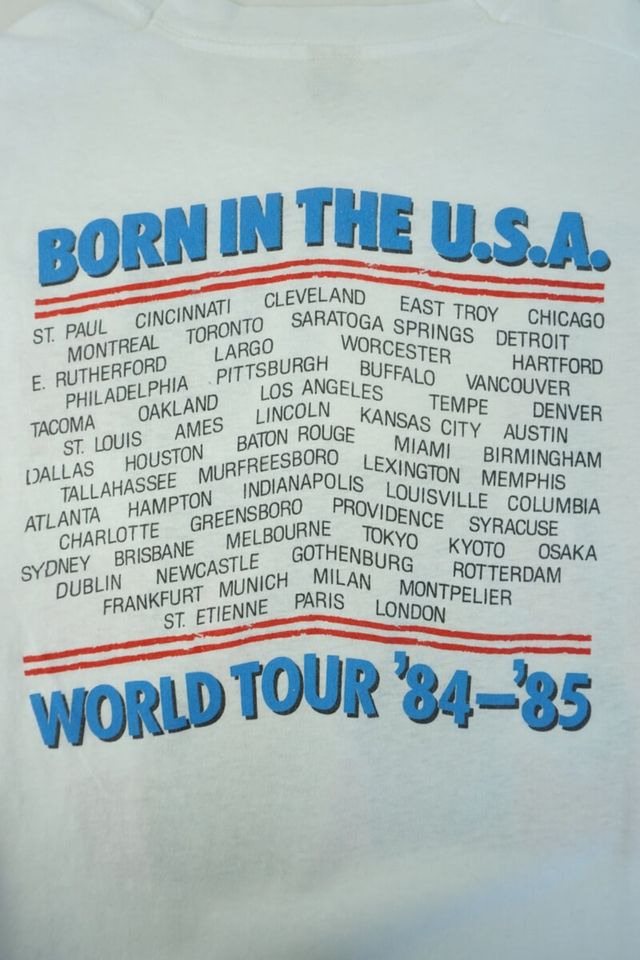 BORN IN THE U.S.A.
ST. PAUL CINCINNATI CLEVELAND EAST TROY CHICAGO
MONTREAL TORONTO SARATOGA SPRINGS DETROIT
E. RUTHERFORD LARGO WORCESTER HARTFORD
PHILADELPHIA PITTSBURGH BUFFALO VANCOUVER
TACOMA OAKLAND LOS ANGELES TEMPE DENVER
ST. LOUIS AMES LINCOLN KANSAS CITY AUSTIN
DALLAS HOUSTON BATON ROUGE MIAMI BIRMINGHAM
TALLAHASSEE MURFREESBORO LEXINGTON MEMPHIS
ATLANTA HAMPTON INDIANAPOLIS LOUISVILLE COLUMBIA
CHARLOTTE GREENSBORO PROVIDENCE SYRACUSE
SYDNEY BRISBANE MELBOURNE TOKYO KYOTO OSAKA
DUBLIN NEWCASTLE GOTHENBURG ROTTERDAM
FRANKFURT MUNICH MILAN MONTPELIER
ST. ETIENNE PARIS LONDON
WORLD TOUR '84–'85